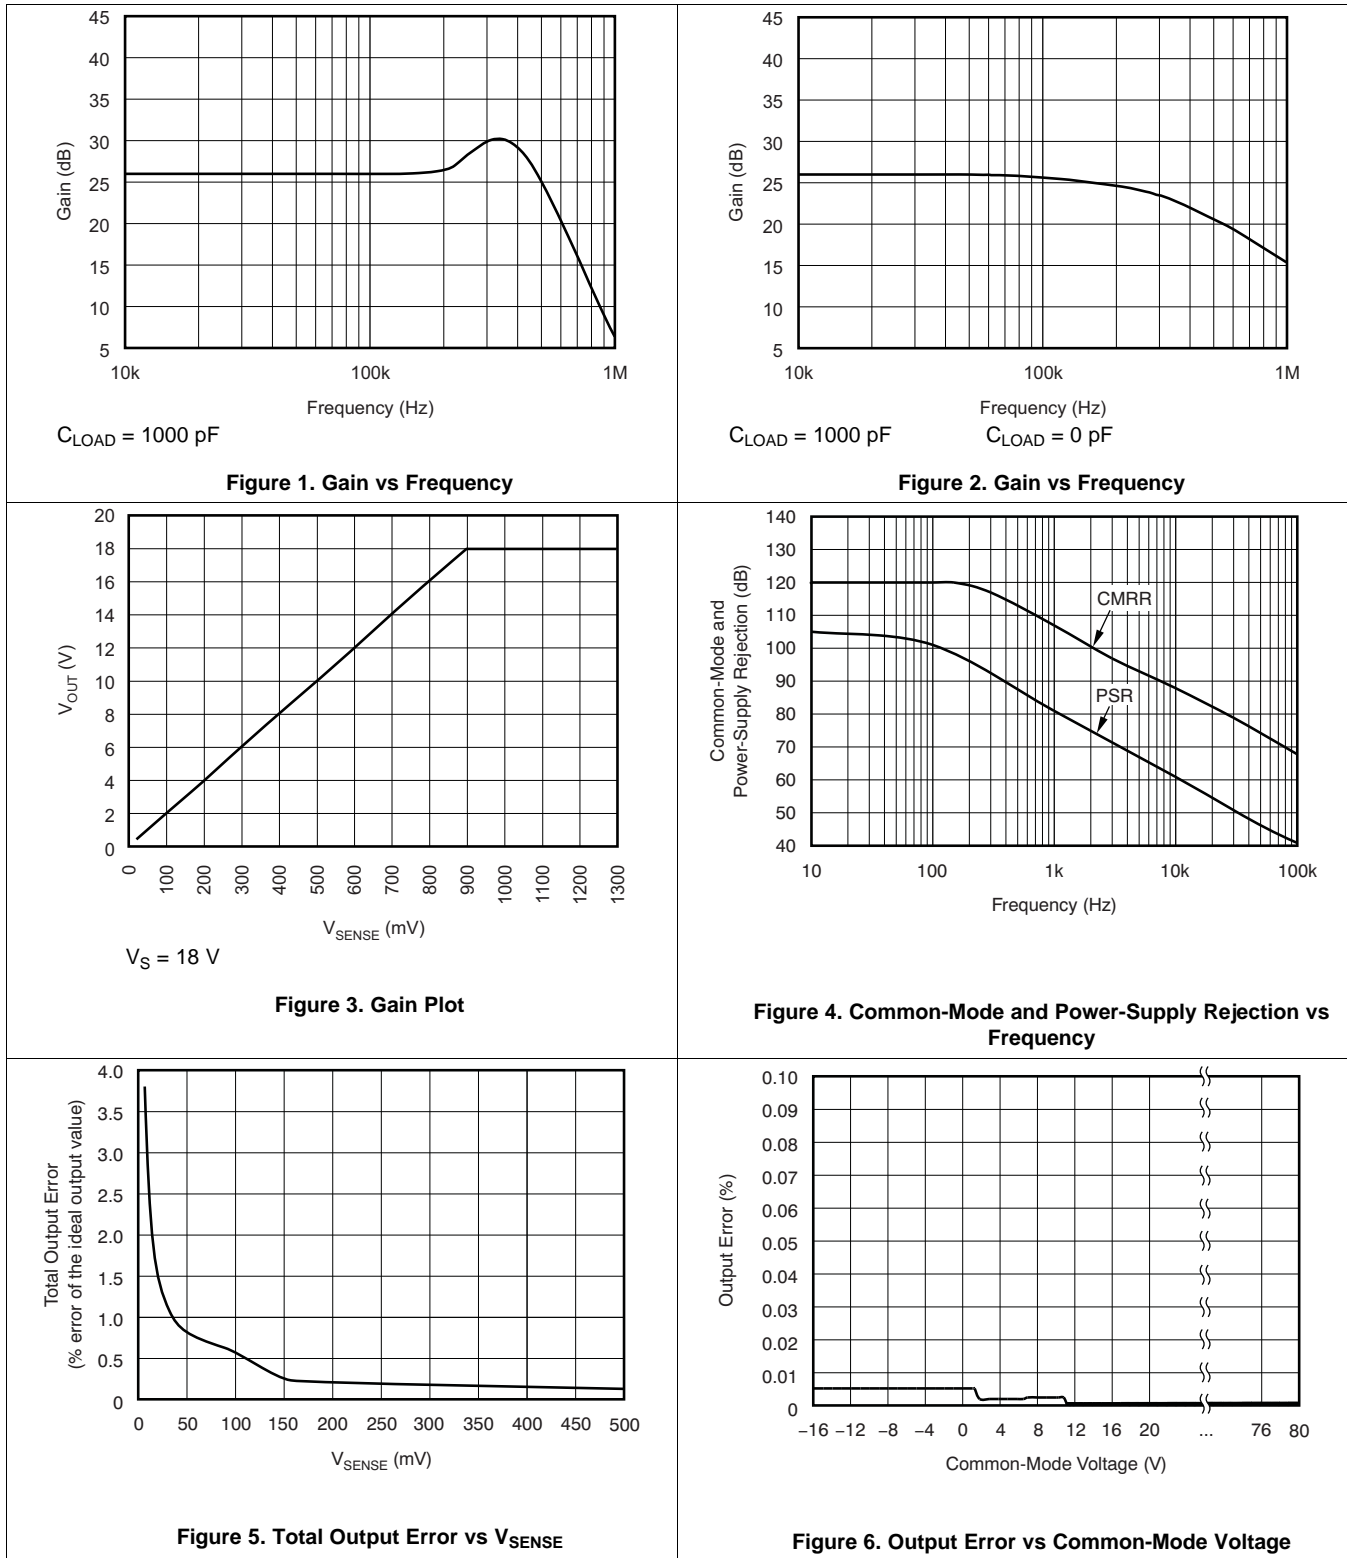 45
40
35
30
25
20
15
10
5
Gain (dB)
10k 100k 1M
Frequency (Hz)
C_LOAD = 1000 pF
Figure 1. Gain vs Frequency
45
40
35
30
25
20
15
10
5
Gain (dB)
10k 100k 1M
Frequency (Hz)
C_LOAD = 1000 pF C_LOAD = 0 pF
Figure 2. Gain vs Frequency
20
18
16
14
12
10
8
6
4
2
0
V_OUT (V)
0 100 200 300 400 500 600 700 800 900 1000 1100 1200 1300
V_SENSE (mV)
V_S = 18 V
Figure 3. Gain Plot
140
130
120
110
100
90
80
70
60
50
40
Common-Mode and
Power-Supply Rejection (dB)
CMRR
PSR
10 100 1k 10k 100k
Frequency (Hz)
Figure 4. Common-Mode and Power-Supply Rejection vs
Frequency
4.0
3.5
3.0
2.5
2.0
1.5
1.0
0.5
0
Total Output Error
(% error of the ideal output value)
0 50 100 150 200 250 300 350 400 450 500
V_SENSE (mV)
Figure 5. Total Output Error vs V_SENSE
0.10
0.09
0.08
0.07
0.06
0.05
0.04
0.03
0.02
0.01
0
Output Error (%)
−16 −12 −8 −4 0 4 8 12 16 20 ... 76 80
Common-Mode Voltage (V)
Figure 6. Output Error vs Common-Mode Voltage